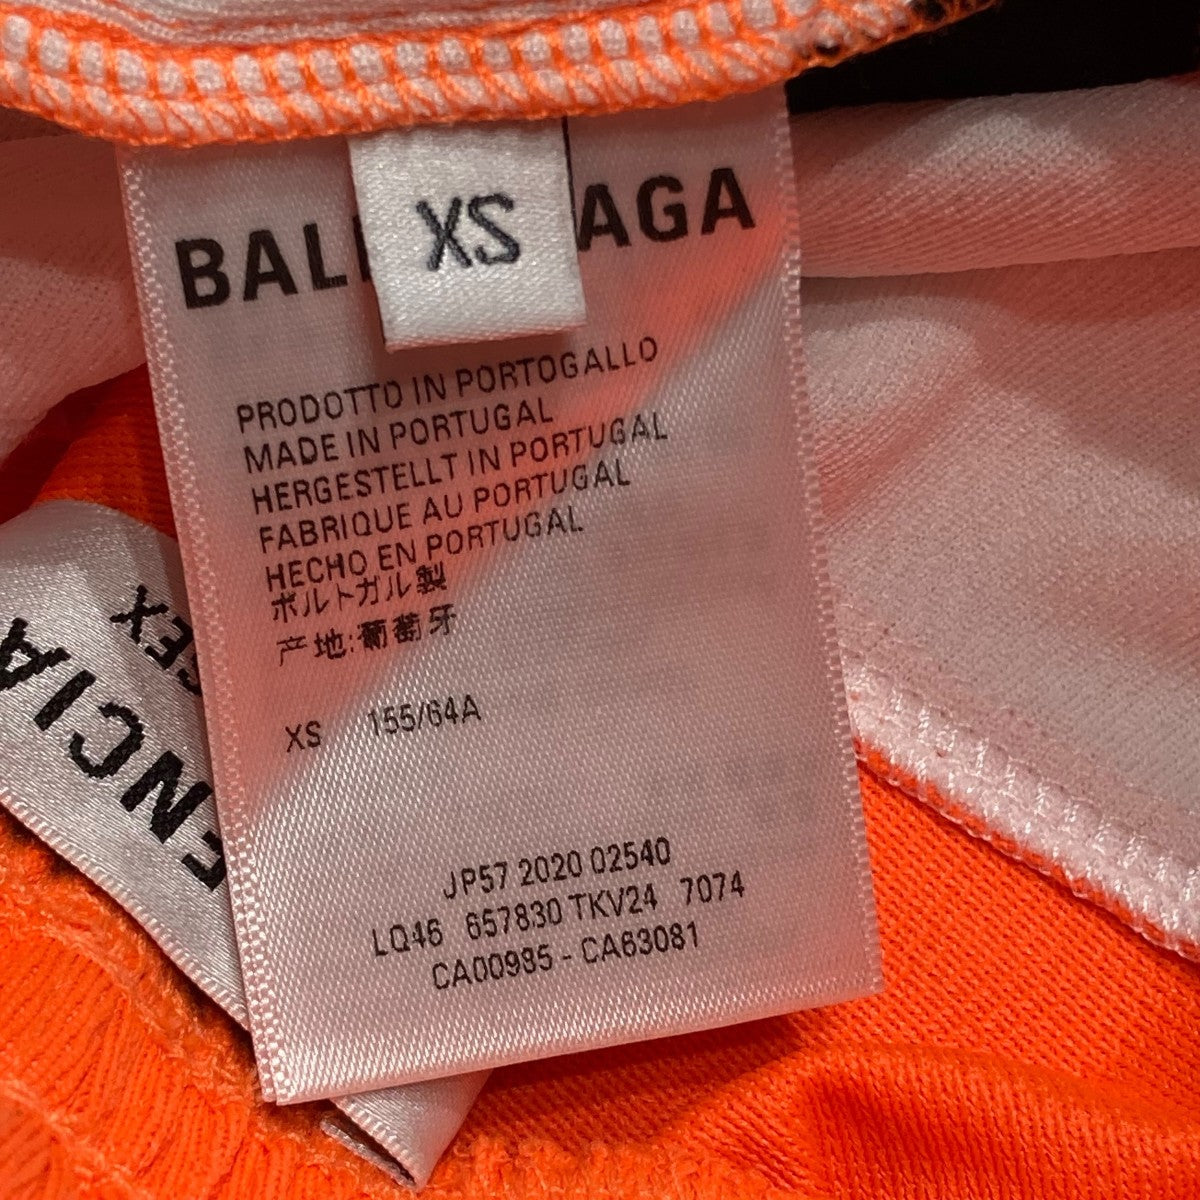 BAL
XS
AGA
PRODOTTO IN PORTOGALLO
MADE IN PORTUGAL
HERGESTELLT IN PORTUGAL
FABRIQUE AU PORTUGAL
HECHO EN PORTUGAL
ポルトガル製
产地:葡萄牙
XS 155/64A
JP57 2020 02540
LQ46 657830 TKV24 7074
CA00985 - CA63081
ENCIA
EX